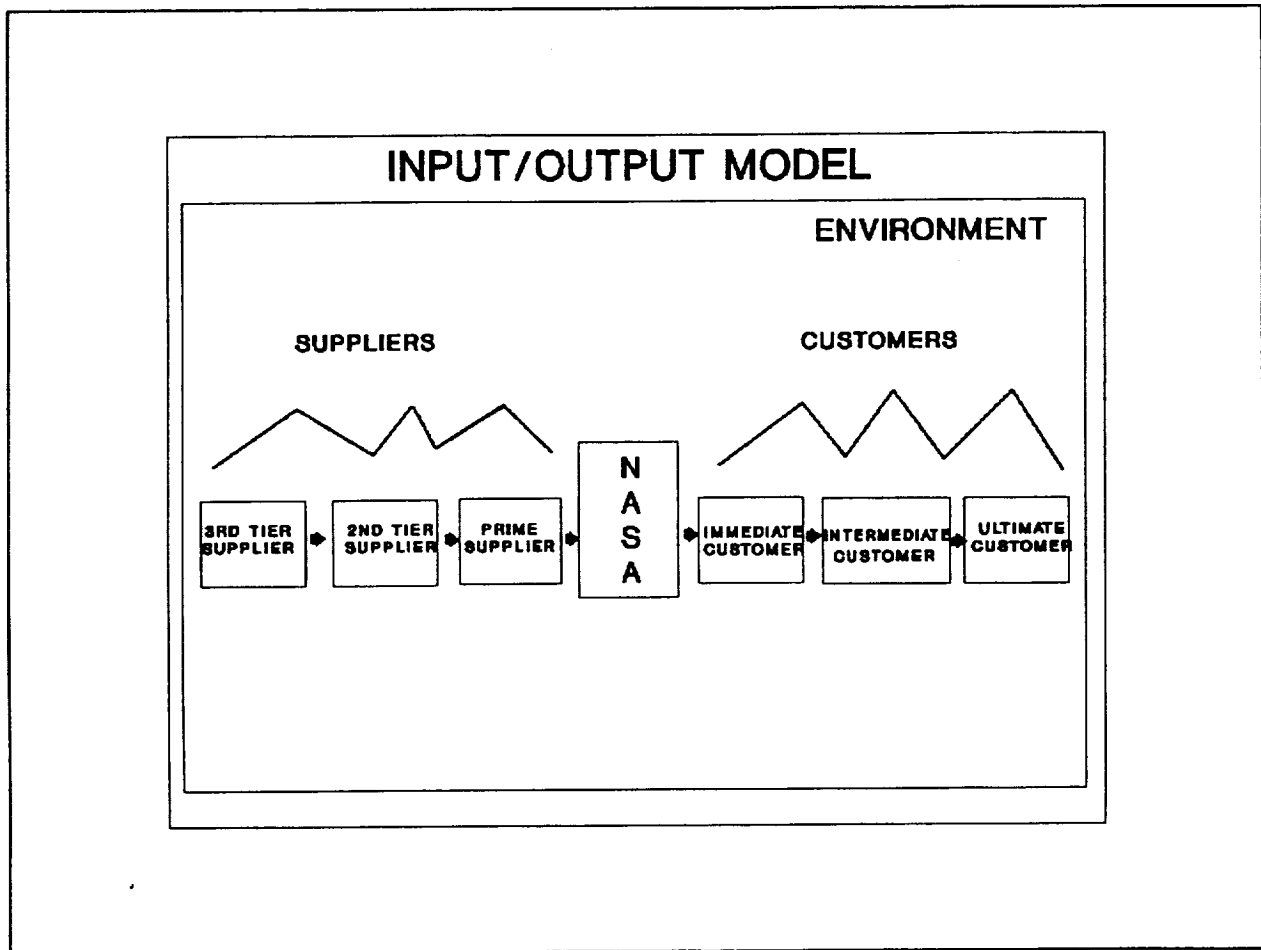 INPUT/OUTPUT MODEL
ENVIRONMENT
SUPPLIERS
CUSTOMERS
3RD TIER
SUPPLIER
2ND TIER
SUPPLIER
PRIME
SUPPLIER
N
A
S
A
IMMEDIATE
CUSTOMER
INTERMEDIATE
CUSTOMER
ULTIMATE
CUSTOMER